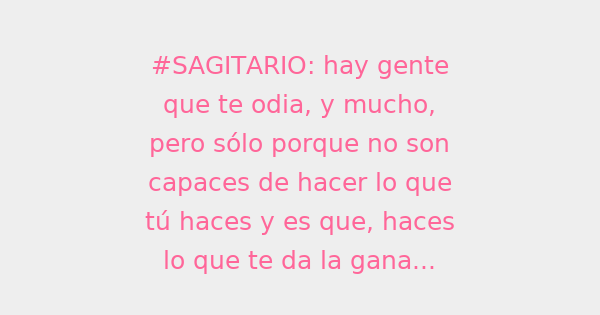 #SAGITARIO: hay gente
que te odia, y mucho,
pero sólo porque no son
capaces de hacer lo que
tú haces y es que, haces
lo que te da la gana...